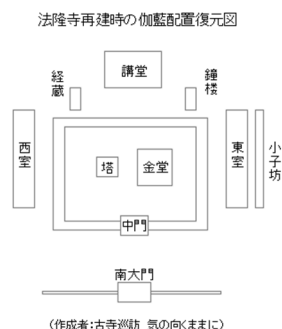 法隆寺再建時の伽藍配置復元図
講堂
経蔵
鐘楼
西室
塔
金堂
東室
小子坊
中門
南大門
(作成者:古寺巡訪 気の向くままに)